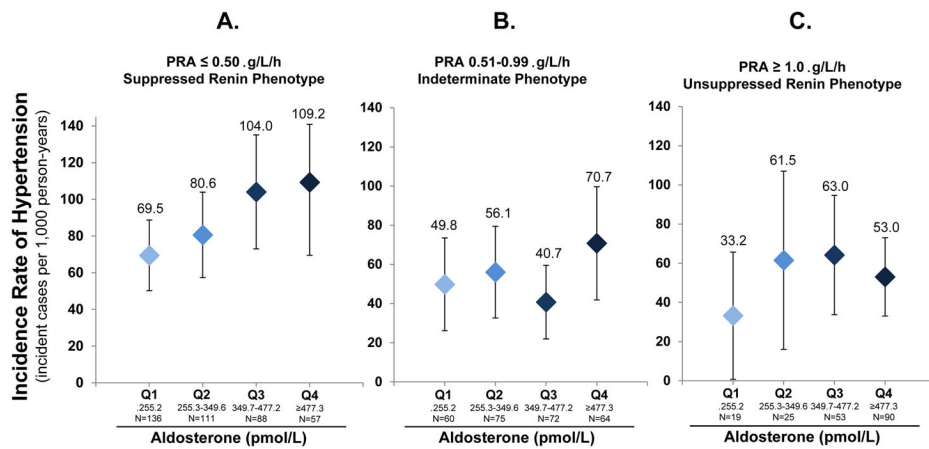 A.
PRA ≤ 0.50 . g/L/h
Suppressed Renin Phenotype
Incidence Rate of Hypertension
(incident cases per 1,000 person-years)
140
120
100
80
60
40
20
0
69.5
80.6
104.0
109.2
Q1 Q2 Q3 Q4
.255.2 255.3-349.6 349.7-477.2 ≥477.3
N=136 N=111 N=88 N=57
Aldosterone (pmol/L)
B.
PRA 0.51-0.99 . g/L/h
Indeterminate Phenotype
140
120
100
80
60
40
20
0
49.8
56.1
40.7
70.7
Q1 Q2 Q3 Q4
.255.2 255.3-349.6 349.7-477.2 ≥477.3
N=60 N=75 N=72 N=64
Aldosterone (pmol/L)
C.
PRA ≥ 1.0 . g/L/h
Unsuppressed Renin Phenotype
140
120
100
80
60
40
20
0
33.2
61.5
63.0
53.0
Q1 Q2 Q3 Q4
.255.2 255.3-349.6 349.7-477.2 ≥477.3
N=19 N=25 N=53 N=90
Aldosterone (pmol/L)